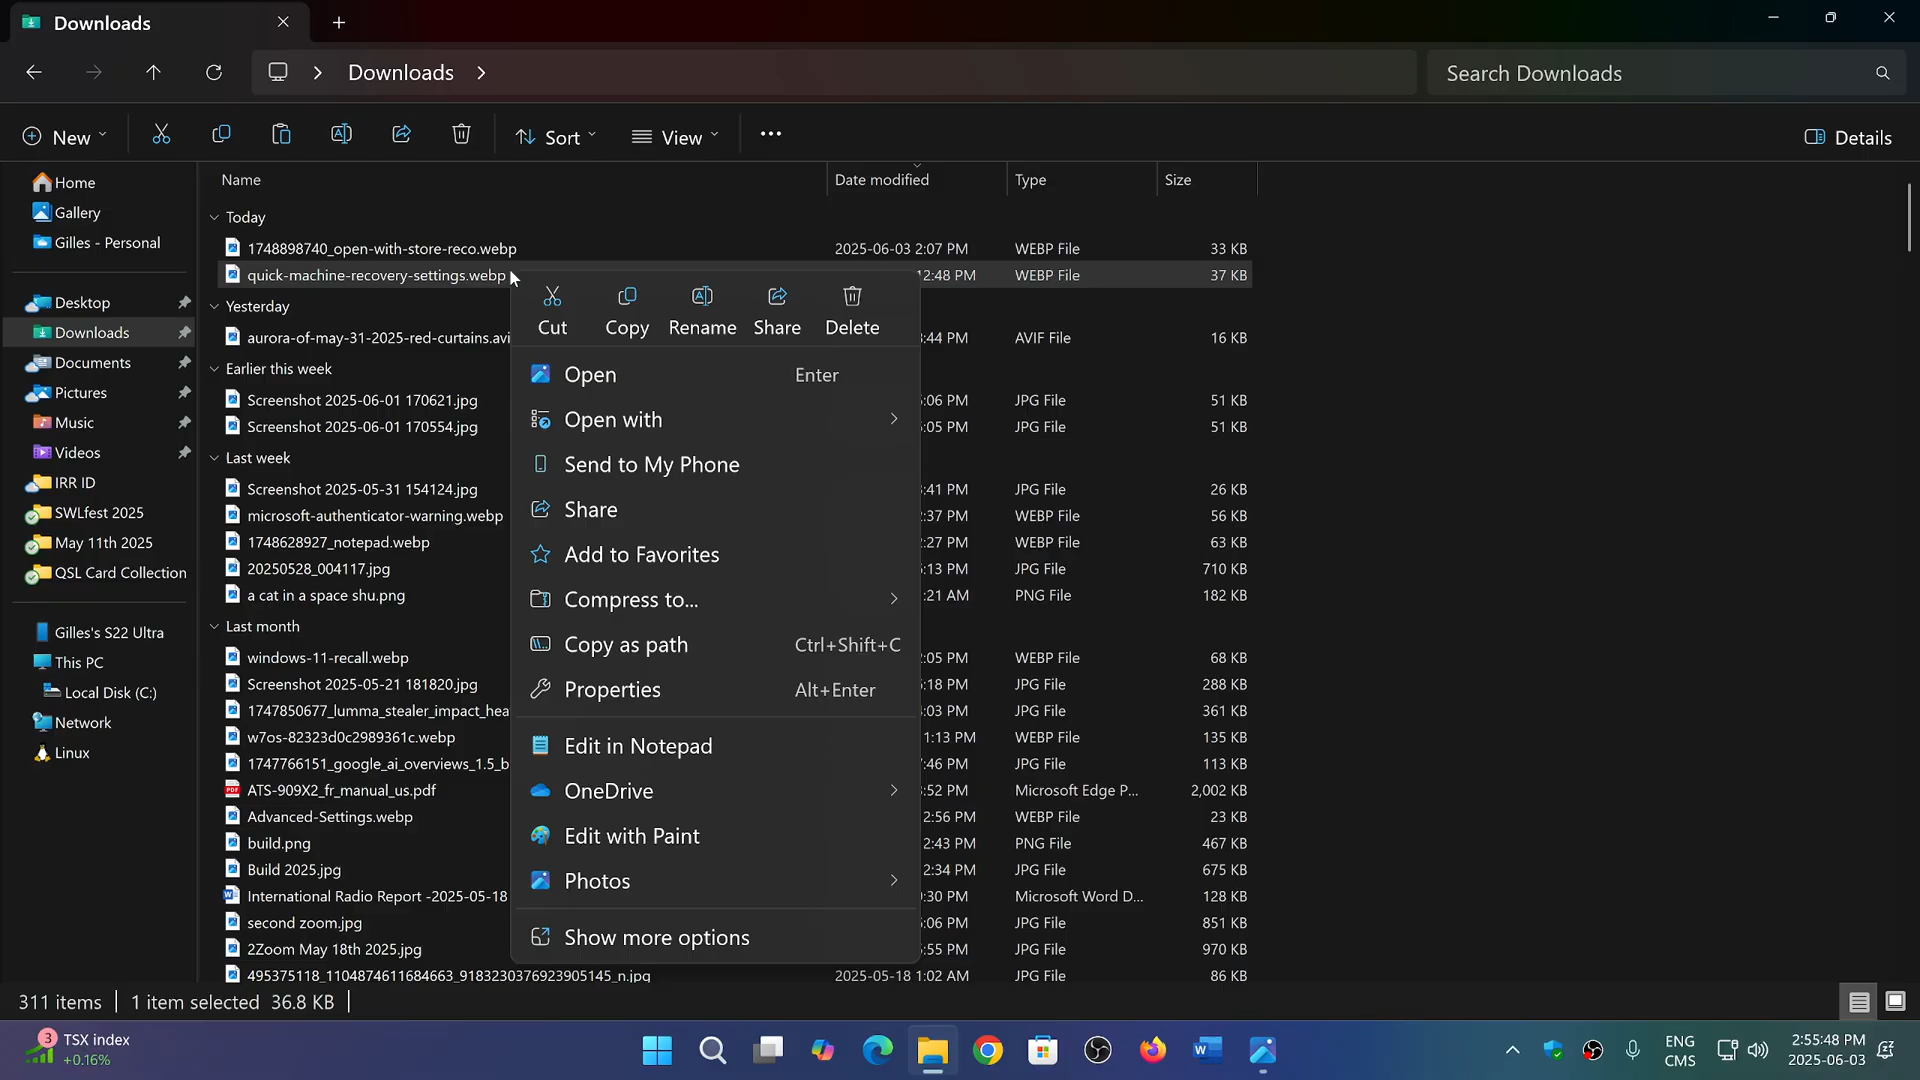 Downloads
Downloads
Search Downloads
New
Sort
View
Details
Home
Gallery
Gilles - Personal
Desktop
Downloads
Documents
Pictures
Music
Videos
IRR ID
SWLfest 2025
May 11th 2025
QSL Card Collection
Gilles's S22 Ultra
This PC
Local Disk (C:)
Network
Linux
Name Date modified Type Size
Today
1748898740_open-with-store-reco.webp 2025-06-03 2:07 PM WEBP File 33 KB
quick-machine-recovery-settings.webp 12:48 PM WEBP File 37 KB
Yesterday
aurora-of-may-31-2025-red-curtains.avi :44 PM AVIF File 16 KB
Earlier this week
Screenshot 2025-06-01 170621.jpg :06 PM JPG File 51 KB
Screenshot 2025-06-01 170554.jpg :05 PM JPG File 51 KB
Last week
Screenshot 2025-05-31 154124.jpg :41 PM JPG File 26 KB
microsoft-authenticator-warning.webp :37 PM WEBP File 56 KB
1748628927_notepad.webp :27 PM WEBP File 63 KB
20250528_004117.jpg :13 PM JPG File 710 KB
a cat in a space shu.png :21 AM PNG File 182 KB
Last month
windows-11-recall.webp :05 PM WEBP File 68 KB
Screenshot 2025-05-21 181820.jpg :18 PM JPG File 288 KB
1747850677_lumma_stealer_impact_hea :03 PM JPG File 361 KB
w7os-82323d0c2989361c.webp 1:13 PM WEBP File 135 KB
1747766151_google_ai_overviews_1.5_b :46 PM JPG File 113 KB
ATS-909X2_fr_manual_us.pdf :52 PM Microsoft Edge P... 2,002 KB
Advanced-Settings.webp 2:56 PM WEBP File 23 KB
build.png 2:43 PM PNG File 467 KB
Build 2025.jpg 2:34 PM JPG File 675 KB
International Radio Report -2025-05-18 :30 PM Microsoft Word D... 128 KB
second zoom.jpg :06 PM JPG File 851 KB
2Zoom May 18th 2025.jpg :55 PM JPG File 970 KB
495375118_1104874611684663_9183230376923905145_n.jpg 2025-05-18 1:02 AM JPG File 86 KB
Cut Copy Rename Share Delete
Open Enter
Open with
Send to My Phone
Share
Add to Favorites
Compress to...
Copy as path Ctrl+Shift+C
Properties Alt+Enter
Edit in Notepad
OneDrive
Edit with Paint
Photos
Show more options
311 items 1 item selected 36.8 KB
3
TSX index
+0.16%
ENG
CMS
2:55:48 PM
2025-06-03